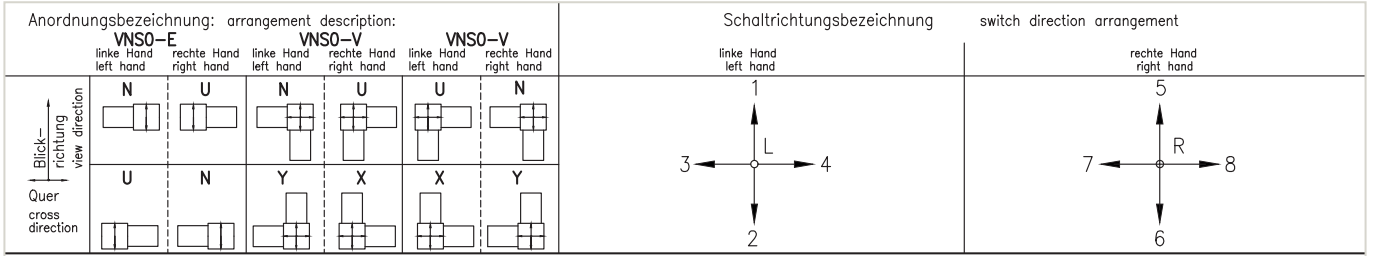 Anordnungsbezeichnung: arrangement description:
VNSO-E VNSO-V VNSO-V
linke Hand rechte Hand linke Hand rechte Hand linke Hand rechte Hand
left hand right hand left hand right hand left hand right hand
N U N U U N
Blick-
richtung
view direction
U N Y X X Y
Quer
cross
direction
Schaltrichtungsbezeichnung switch direction arrangement
linke Hand
left hand
rechte Hand
right hand
1
L
3 4
2
5
R
7 8
6